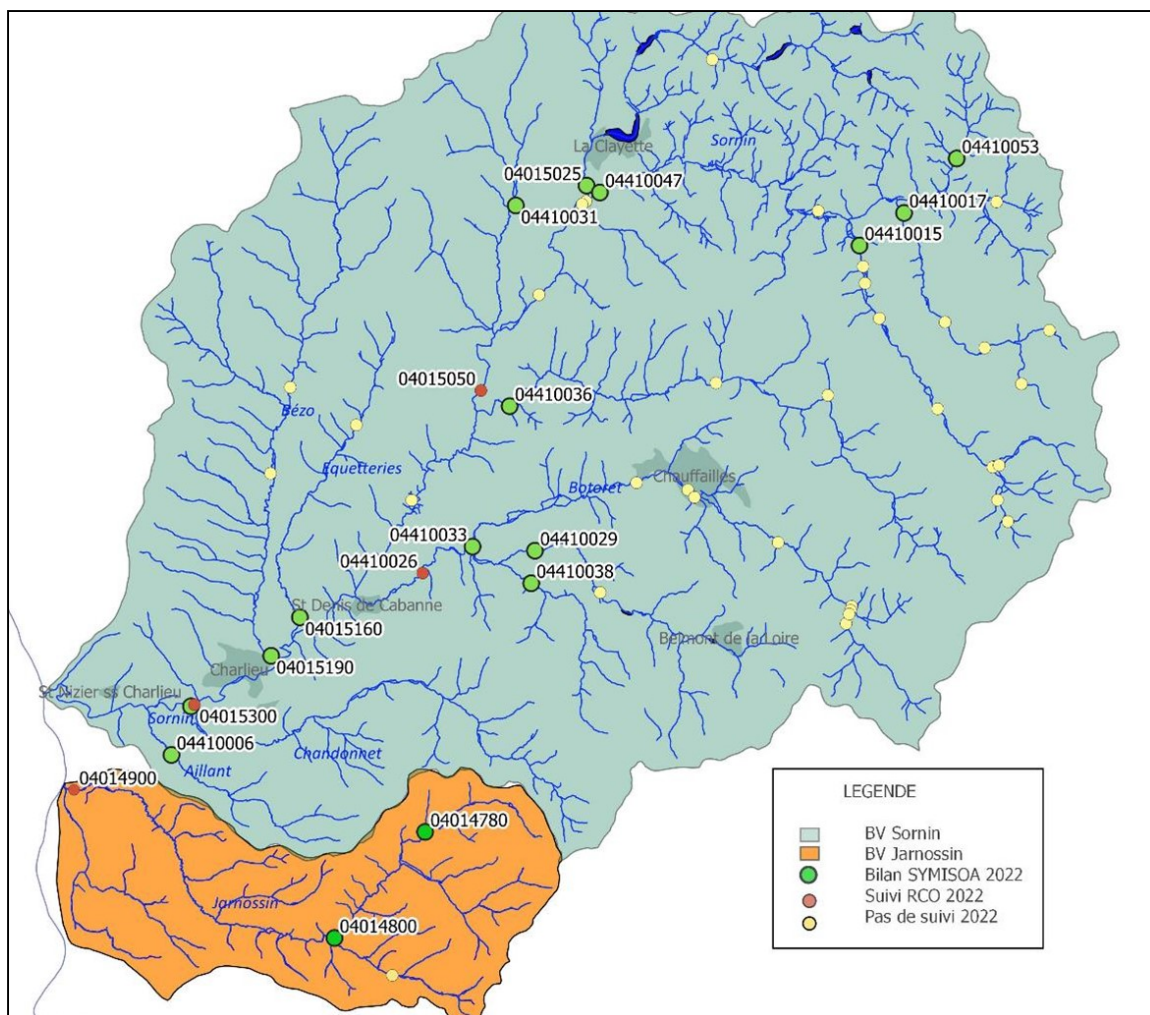 La Clayette
Sornin
04410053
04015025
04410047
04410017
04410031
04410015
04015050
04410036
Bézo
Equetteries
Chauffailles
Botoret
04410033
04410029
04410026
04410038
St Denis de Cabanne
04015160
Belmont de la Loire
Charlieu
04015190
St Nizier ss Charlieu
Sornin
04015300
04410006
Chandonnet
Aillant
04014900
04014780
Jarnossin
04014800
LEGENDE
BV Sornin
BV Jarnossin
Bilan SYMISOA 2022
Suivi RCO 2022
Pas de suivi 2022